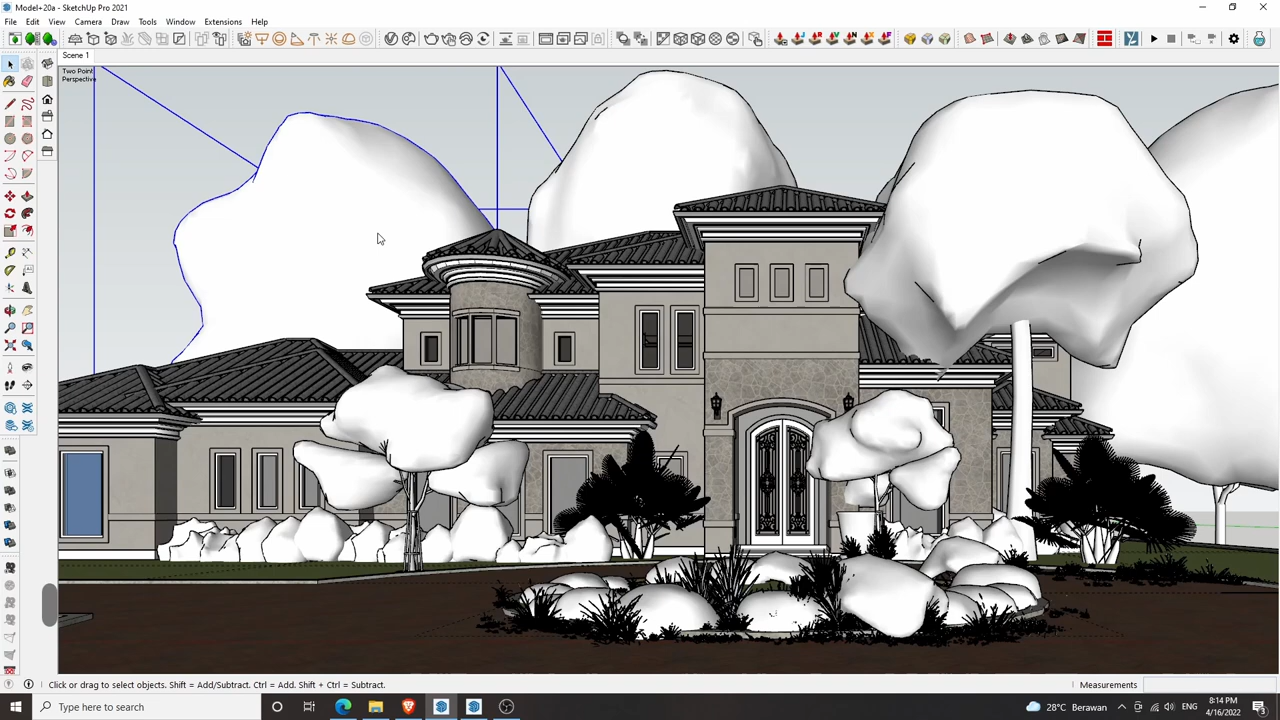 Model+20a - SketchUp Pro 2021
File Edit View Camera Draw Tools Window Extensions Help
Scene 1
Two Point
Perspective
Click or drag to select objects. Shift = Add/Subtract. Ctrl = Add. Shift + Ctrl = Subtract.
Measurements
Type here to search
28°C Berawan
ENG
8:14 PM
4/16/2022